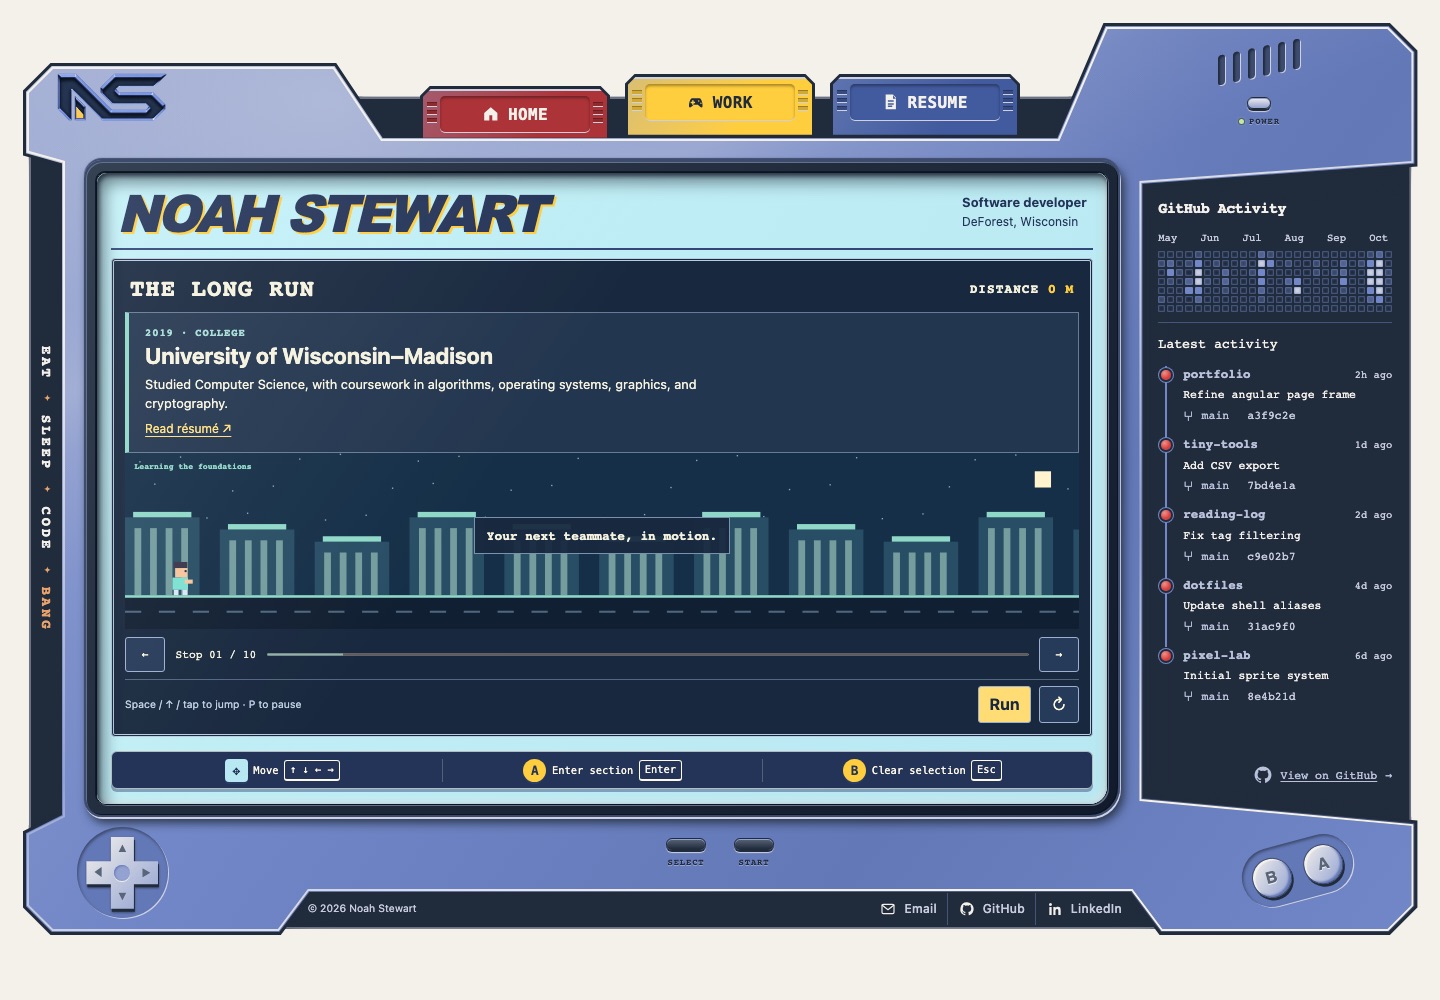 NS
HOME
WORK
RESUME
POWER
EAT ✦ SLEEP ✦ CODE ✦ BANG
NOAH STEWART
Software developer
DeForest, Wisconsin
THE LONG RUN
DISTANCE 0 M
2019 · COLLEGE
University of Wisconsin–Madison
Studied Computer Science, with coursework in algorithms, operating systems, graphics, and
cryptography.
Read résumé ↗
Learning the foundations
Your next teammate, in motion.
← Stop 01 / 10 →
Space / ↑ / tap to jump · P to pause
Run ↻
Move ↑ ↓ ← →
A Enter section Enter
B Clear selection Esc
GitHub Activity
May Jun Jul Aug Sep Oct
Latest activity
portfolio 2h ago
Refine angular page frame
main a3f9c2e
tiny-tools 1d ago
Add CSV export
main 7bd4e1a
reading-log 2d ago
Fix tag filtering
main c9e02b7
dotfiles 4d ago
Update shell aliases
main 31ac9f0
pixel-lab 6d ago
Initial sprite system
main 8e4b21d
View on GitHub →
SELECT
START
B
A
© 2026 Noah Stewart
Email
GitHub
LinkedIn